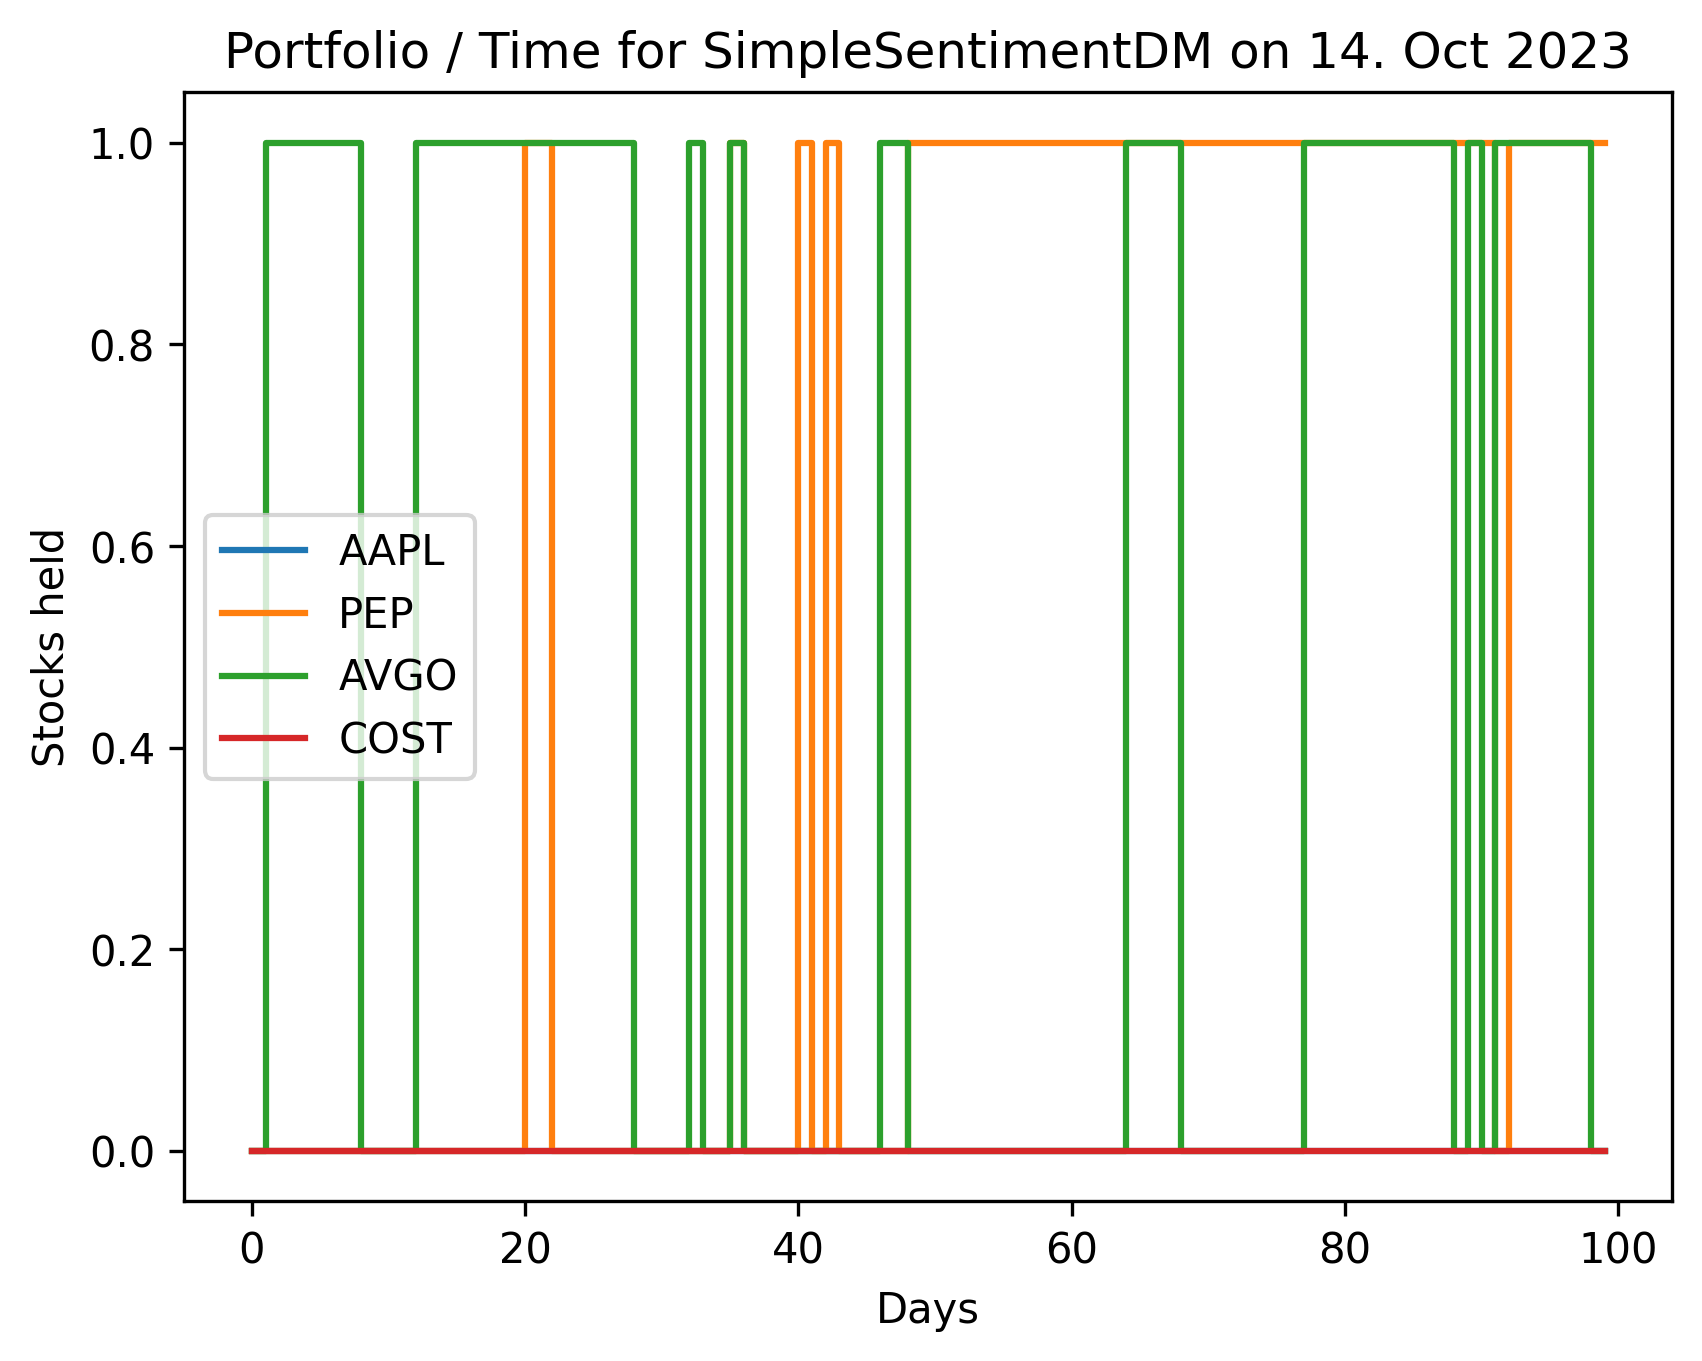 Portfolio / Time for SimpleSentimentDM on 14. Oct 2023
1.0
0.8
0.6
0.4
0.2
0.0
Stocks held
AAPL
PEP
AVGO
COST
0 20 40 60 80 100
Days